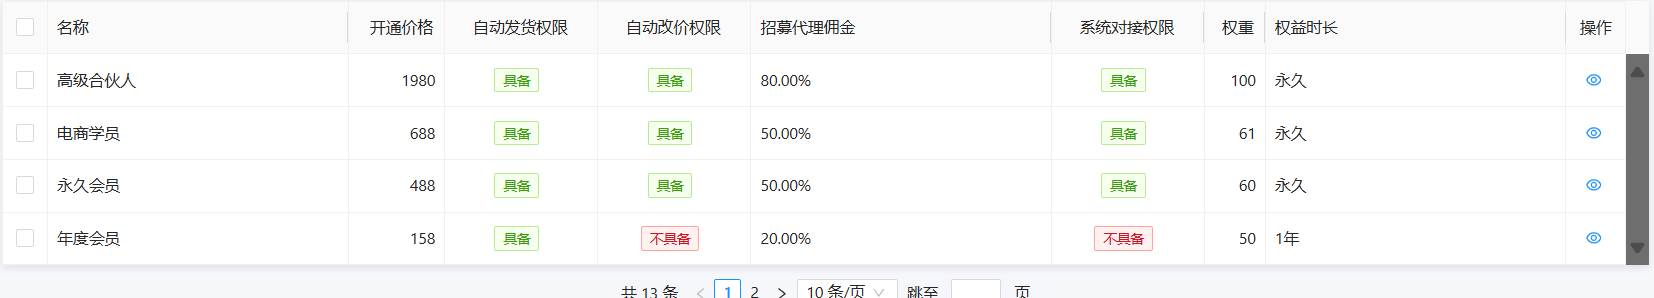 名称 开通价格 自动发货权限 自动改价权限 招募代理佣金 系统对接权限 权重 权益时长 操作
高级合伙人 1980 具备 具备 80.00% 具备 100 永久
电商学员 688 具备 具备 50.00% 具备 61 永久
永久会员 488 具备 具备 50.00% 具备 60 永久
年度会员 158 具备 不具备 20.00% 不具备 50 1年
共 13 条 < 1 2 > 10 条/页 跳至 页